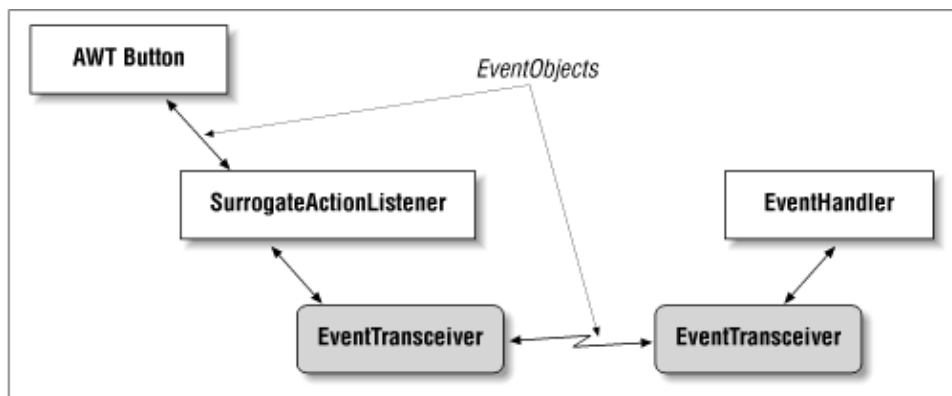 AWT Button
EventObjects
SurrogateActionListener
EventHandler
EventTransceiver
EventTransceiver